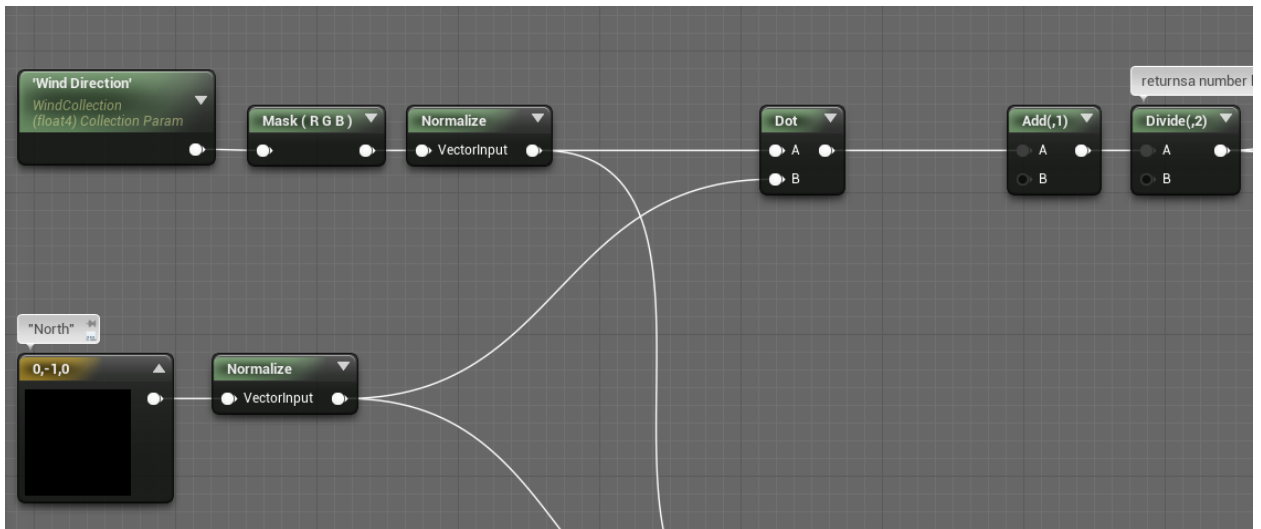 'Wind Direction'
WindCollection
(float4) Collection Param
Mask ( R G B )
Normalize
VectorInput
Dot
A
B
Add(,1)
A
B
returnsa number
Divide(,2)
A
B
"North"
0,-1,0
Normalize
VectorInput